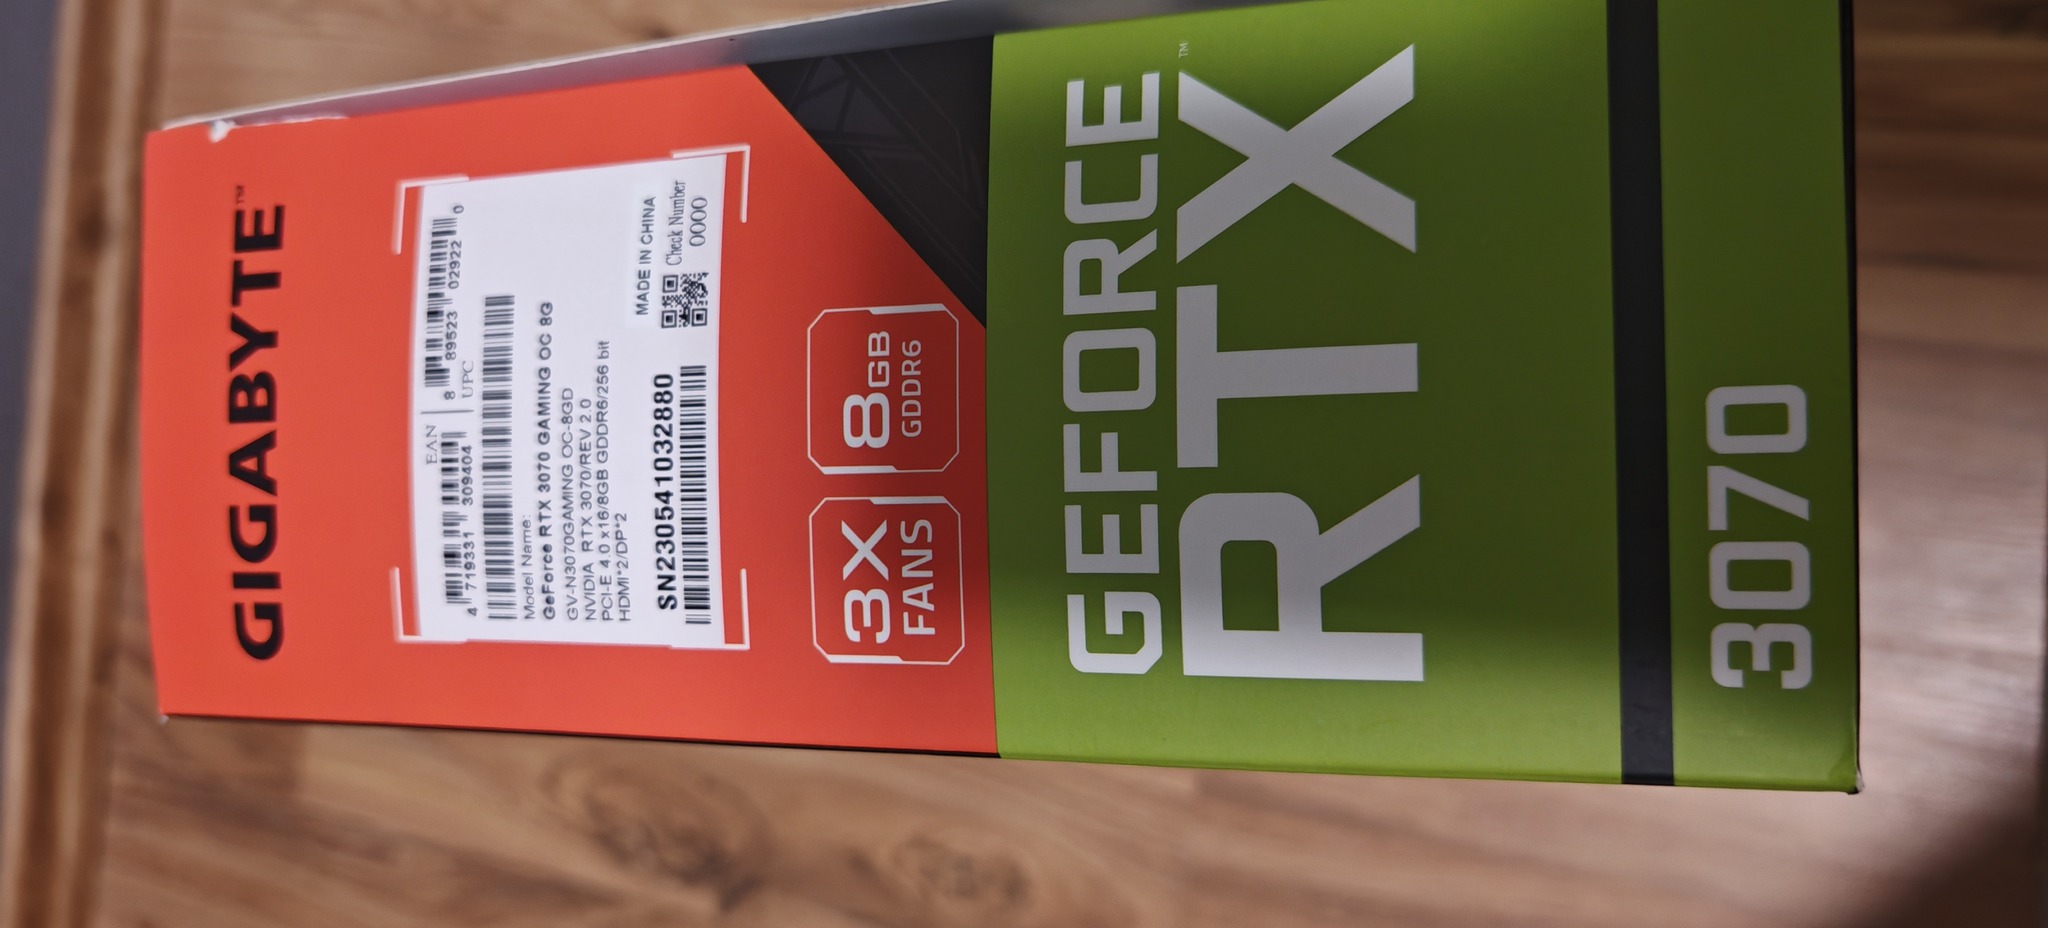 GIGABYTE™
EAN
UPC
4 719331 309404
8 89523 02922 0
Model Name:
GeForce RTX 3070 GAMING OC 8G
GV-N3070GAMING OC-8GD
NVIDIA RTX 3070/REV 2.0
PCI-E 4.0 x16/8GB GDDR6/256 bit
HDMI*2/DP*2
MADE IN CHINA
SN230541032880
Check Number
0000
3X
FANS
8GB
GDDR6
GEFORCE
RTX™
3070